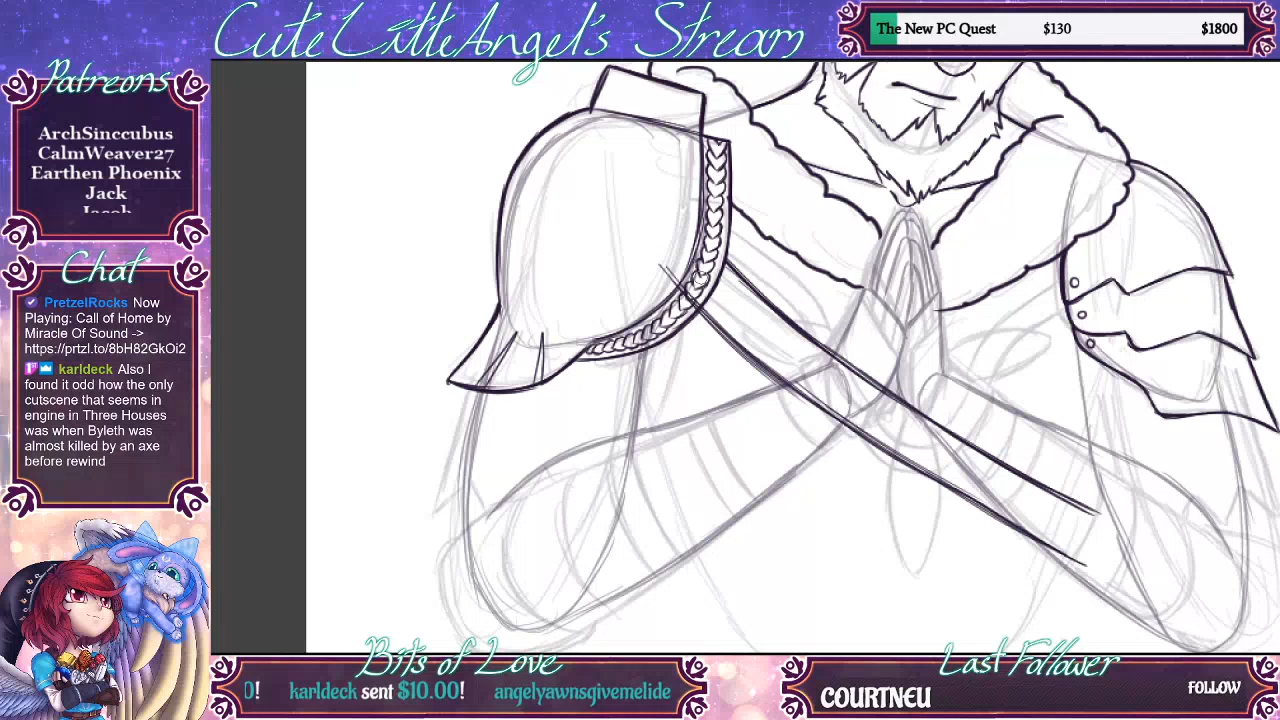 CuteLittleAngel's Stream
The New PC Quest $130 $1800
Patreons
ArchSinccubus
CalmWeaver27
Earthen Phoenix
Jack
Jacob
Chat
PretzelRocks Now
Playing: Call of Home by
Miracle Of Sound ->
https://prtzl.to/8bH82GkOi2
karldeck Also I
found it odd how the only
cutscene that seems in
engine in Three Houses
was when Byleth was
almost killed by an axe
before rewind
Bits of Love
0! karldeck sent $10.00! angelyawnsgivemelide
Last Follower
COURTNEU FOLLOW